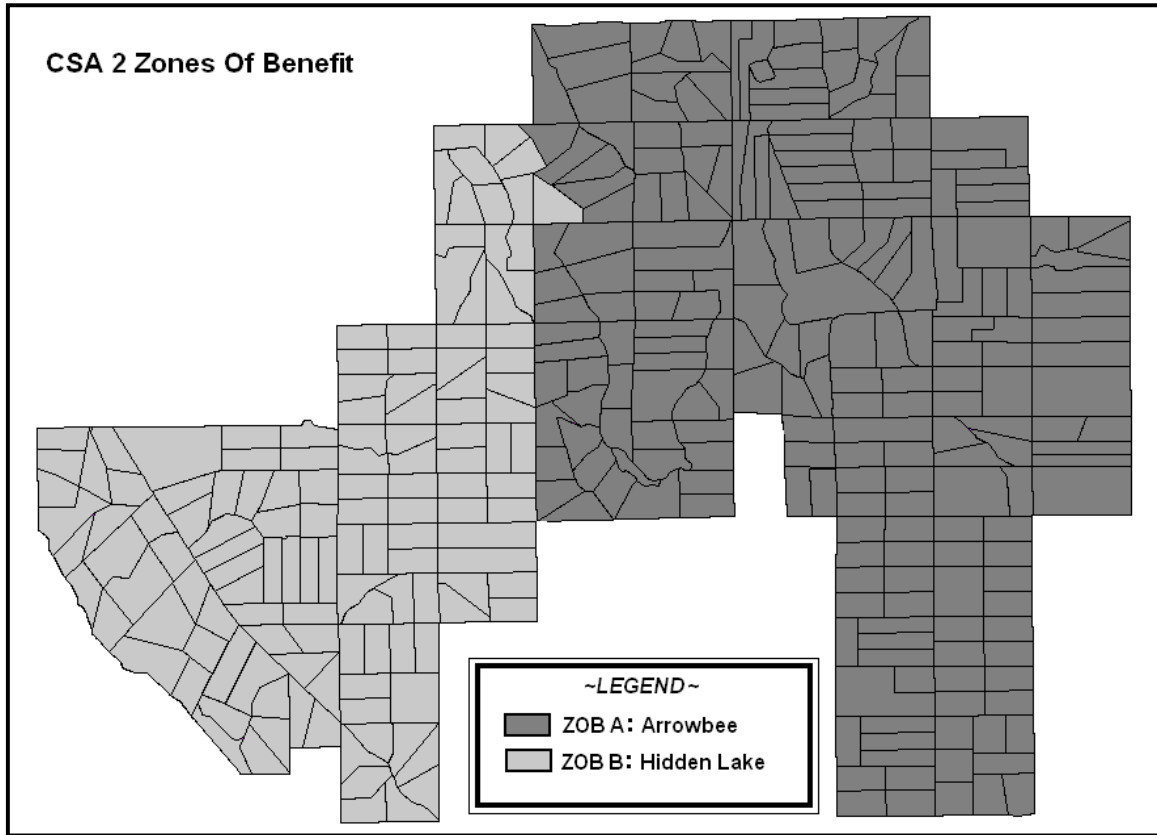 CSA 2 Zones Of Benefit
~LEGEND~
ZOB A: Arrowbee
ZOB B: Hidden Lake